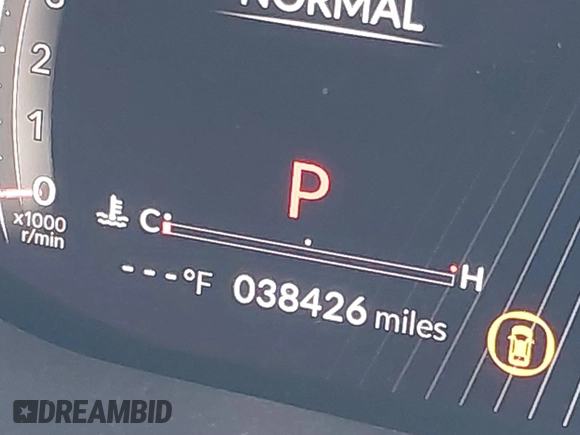 NORMAL
2
1
0
x1000
r/min
P
C
H
---°F 038426 miles
DREAMBID